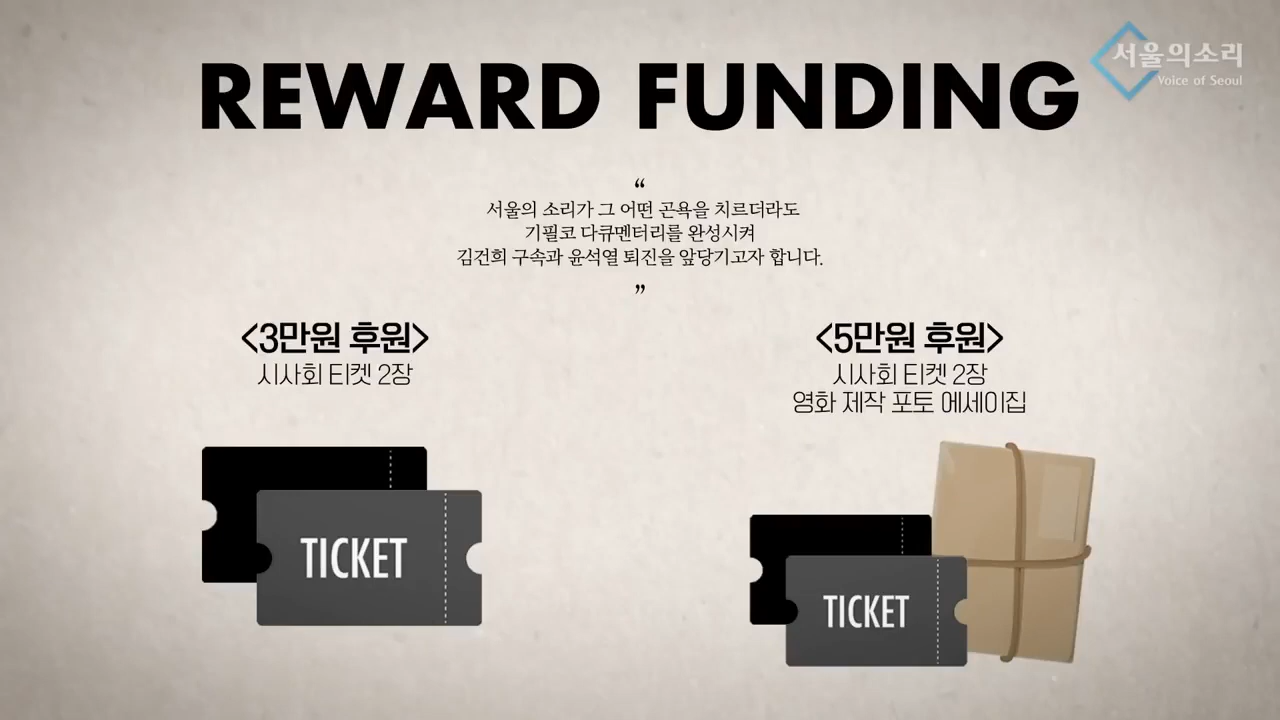 서울의소리
Voice of Seoul
REWARD FUNDING
“
서울의 소리가 그 어떤 곤욕을 치르더라도
기필코 다큐멘터리를 완성시켜
김건희 구속과 윤석열 퇴진을 앞당기고자 합니다.
”
<3만원 후원>
시사회 티켓 2장
TICKET
<5만원 후원>
시사회 티켓 2장
영화 제작 포토 에세이집
TICKET